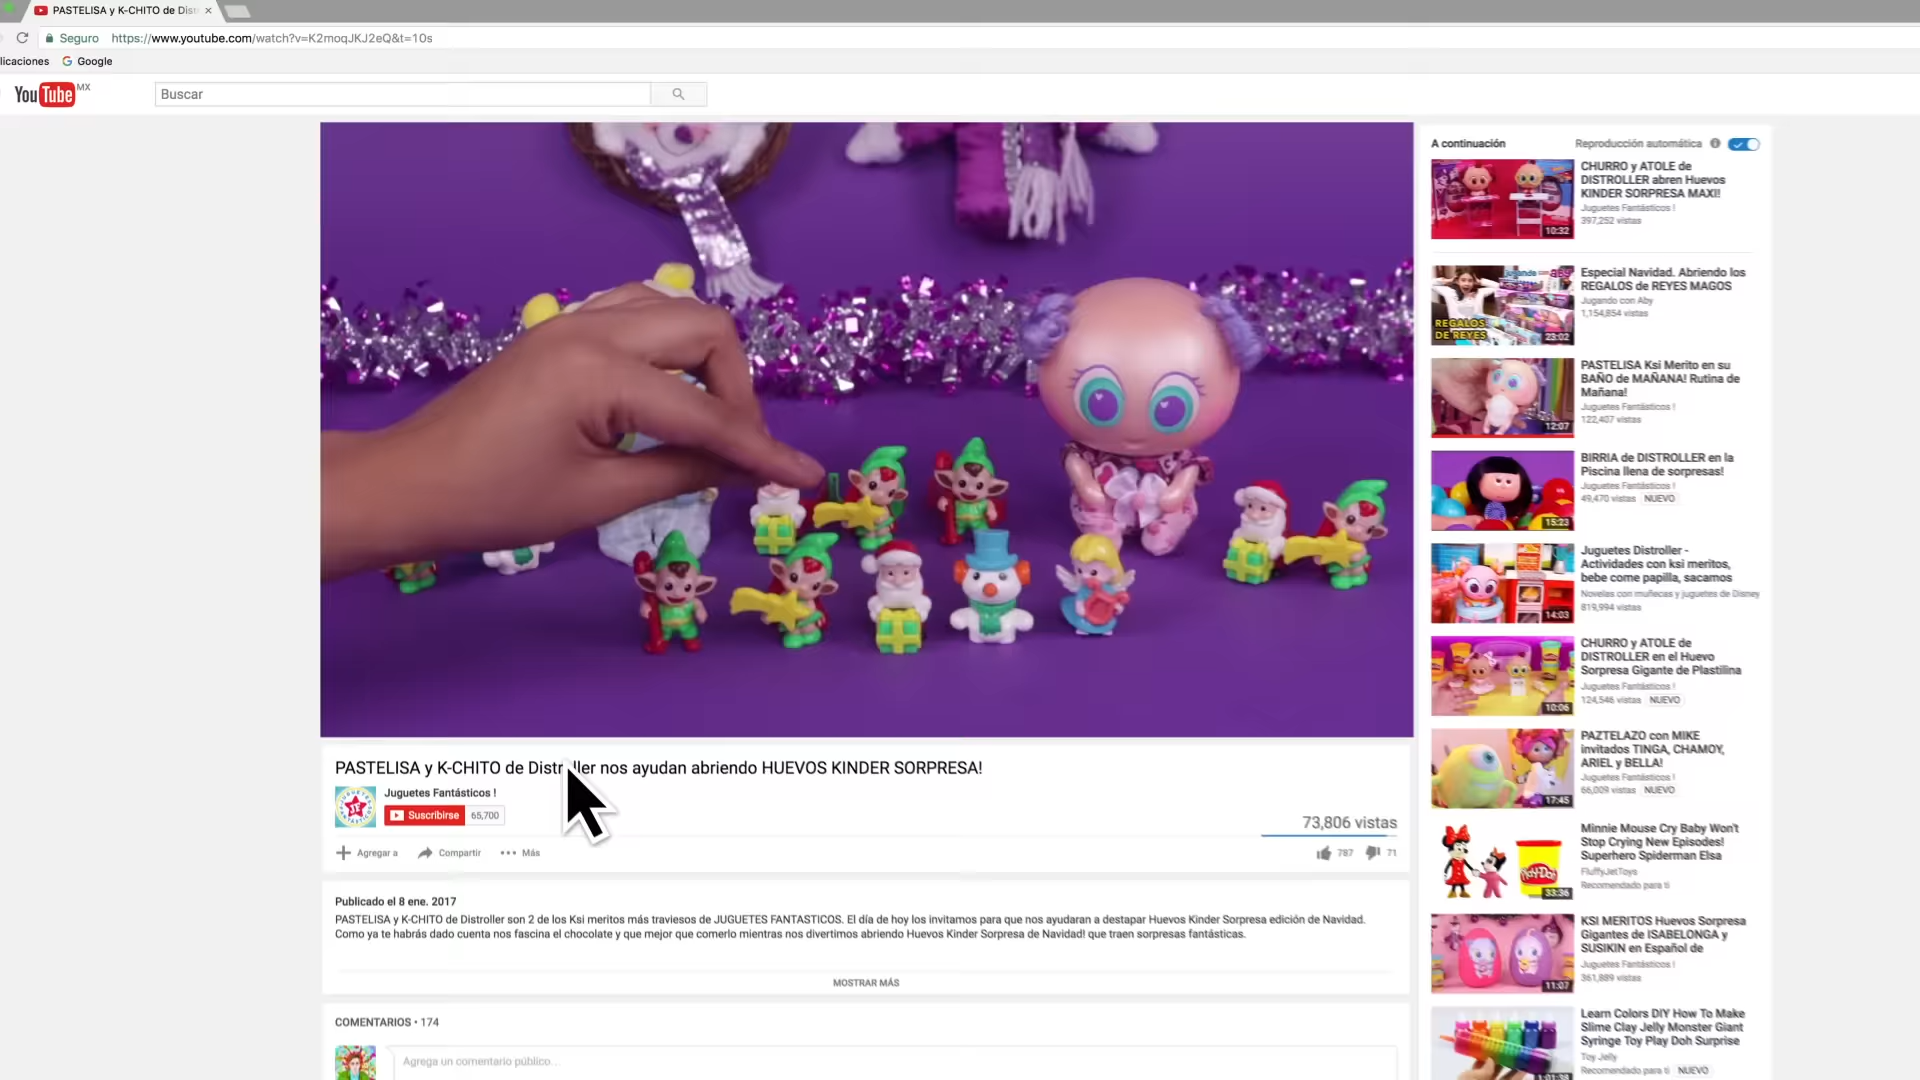 PASTELISA y K-CHITO de Dist
Seguro https://www.youtube.com/watch?v=K2moqJKJ2eQ&t=10s
licaciones Google
YouTube MX
Buscar
A continuación Reproducción automática
CHURRO y ATOLE de
DISTROLLER abren Huevos
KINDER SORPRESA MAXI!
Juguetes Fantásticos !
397,252 vistas
10:32
Especial Navidad. Abriendo los
REGALOS de REYES MAGOS
Jugando con Aby
1,154,854 vistas
REGALOS
DE REYES
23:02
PASTELISA Ksi Merito en su
BAÑO de MAÑANA! Rutina de
Mañana!
Juguetes Fantásticos !
122,407 vistas
12:07
BIRRIA de DISTROLLER en la
Piscina llena de sorpresas!
Juguetes Fantásticos !
49,470 vistas NUEVO
15:23
Juguetes Distroller -
Actividades con ksi meritos,
bebe come papilla, sacamos
Novelas con muñecas y juguetes de Disney
819,994 vistas
14:03
CHURRO y ATOLE de
DISTROLLER en el Huevo
Sorpresa Gigante de Plastilina
Juguetes Fantásticos !
124,546 vistas NUEVO
10:06
PAZTELAZO con MIKE
invitados TINGA, CHAMOY,
ARIEL y BELLA!
Juguetes Fantásticos !
66,009 vistas NUEVO
17:45
Minnie Mouse Cry Baby Won't
Stop Crying New Episodes!
Superhero Spiderman Elsa
FluffyJetToys
Recomendado para ti
Play-Doh
33:36
KSI MERITOS Huevos Sorpresa
Gigantes de ISABELONGA y
SUSIKIN en Español de
Juguetes Fantásticos !
361,889 vistas
11:07
Learn Colors DIY How To Make
Slime Clay Jelly Monster Giant
Syringe Toy Play Doh Surprise
Toy Jelly
Recomendado para ti NUEVO
1:01:38
PASTELISA y K-CHITO de Distroller nos ayudan abriendo HUEVOS KINDER SORPRESA!
Juguetes Fantásticos !
Suscribirse 65,700
73,806 vistas
Agregar a Compartir Más
787 71
Publicado el 8 ene. 2017
PASTELISA y K-CHITO de Distroller son 2 de los Ksi meritos más traviesos de JUGUETES FANTASTICOS. El día de hoy los invitamos para que nos ayudaran a destapar Huevos Kinder Sorpresa edición de Navidad.
Como ya te habrás dado cuenta nos fascina el chocolate y que mejor que comerlo mientras nos divertimos abriendo Huevos Kinder Sorpresa de Navidad! que traen sorpresas fantásticas.
MOSTRAR MÁS
COMENTARIOS • 174
Agrega un comentario público...